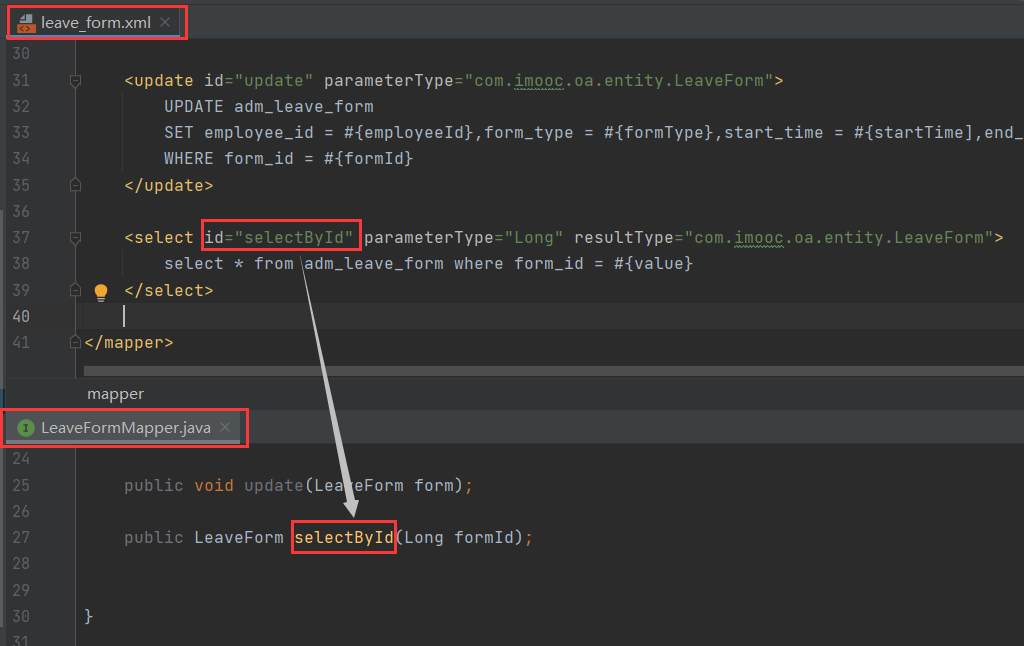 leave_form.xml
30
31 <update id="update" parameterType="com.imooc.oa.entity.LeaveForm">
32 UPDATE adm_leave_form
33 SET employee_id = #{employeeId},form_type = #{formType},start_time = #{startTime],end_
34 WHERE form_id = #{formId}
35 </update>
36
37 <select id="selectById" parameterType="Long" resultType="com.imooc.oa.entity.LeaveForm">
38 select * from adm_leave_form where form_id = #{value}
39 </select>
40
41 </mapper>
mapper
I LeaveFormMapper.java
24
25 public void update(LeaveForm form);
26
27 public LeaveForm selectById(Long formId);
28
29
30 }
31